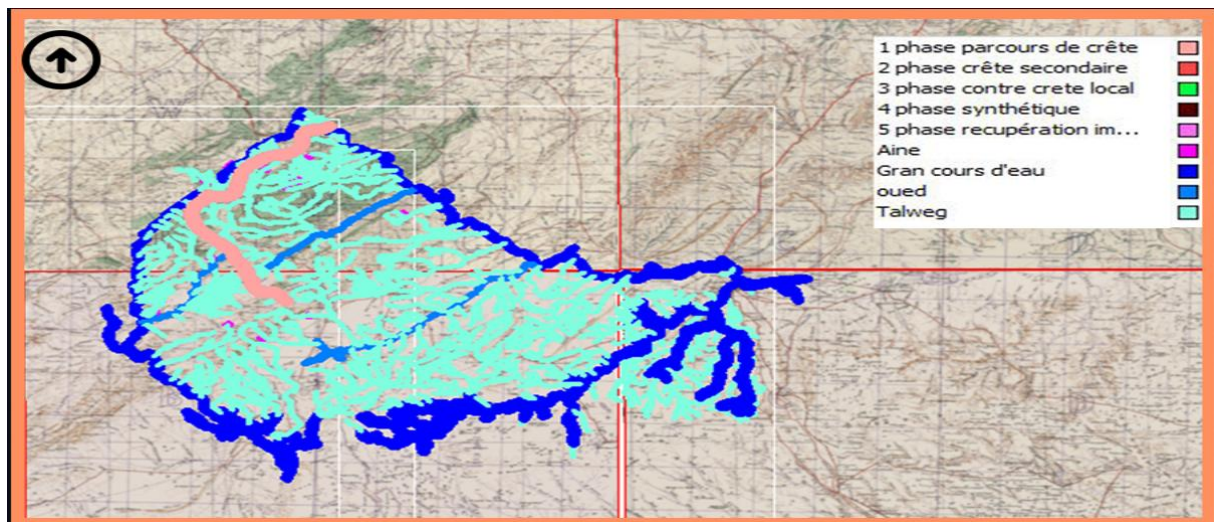 1 phase parcours de crête
2 phase crête secondaire
3 phase contre crete local
4 phase synthétique
5 phase recupération im...
Aine
Gran cours d'eau
oued
Talweg